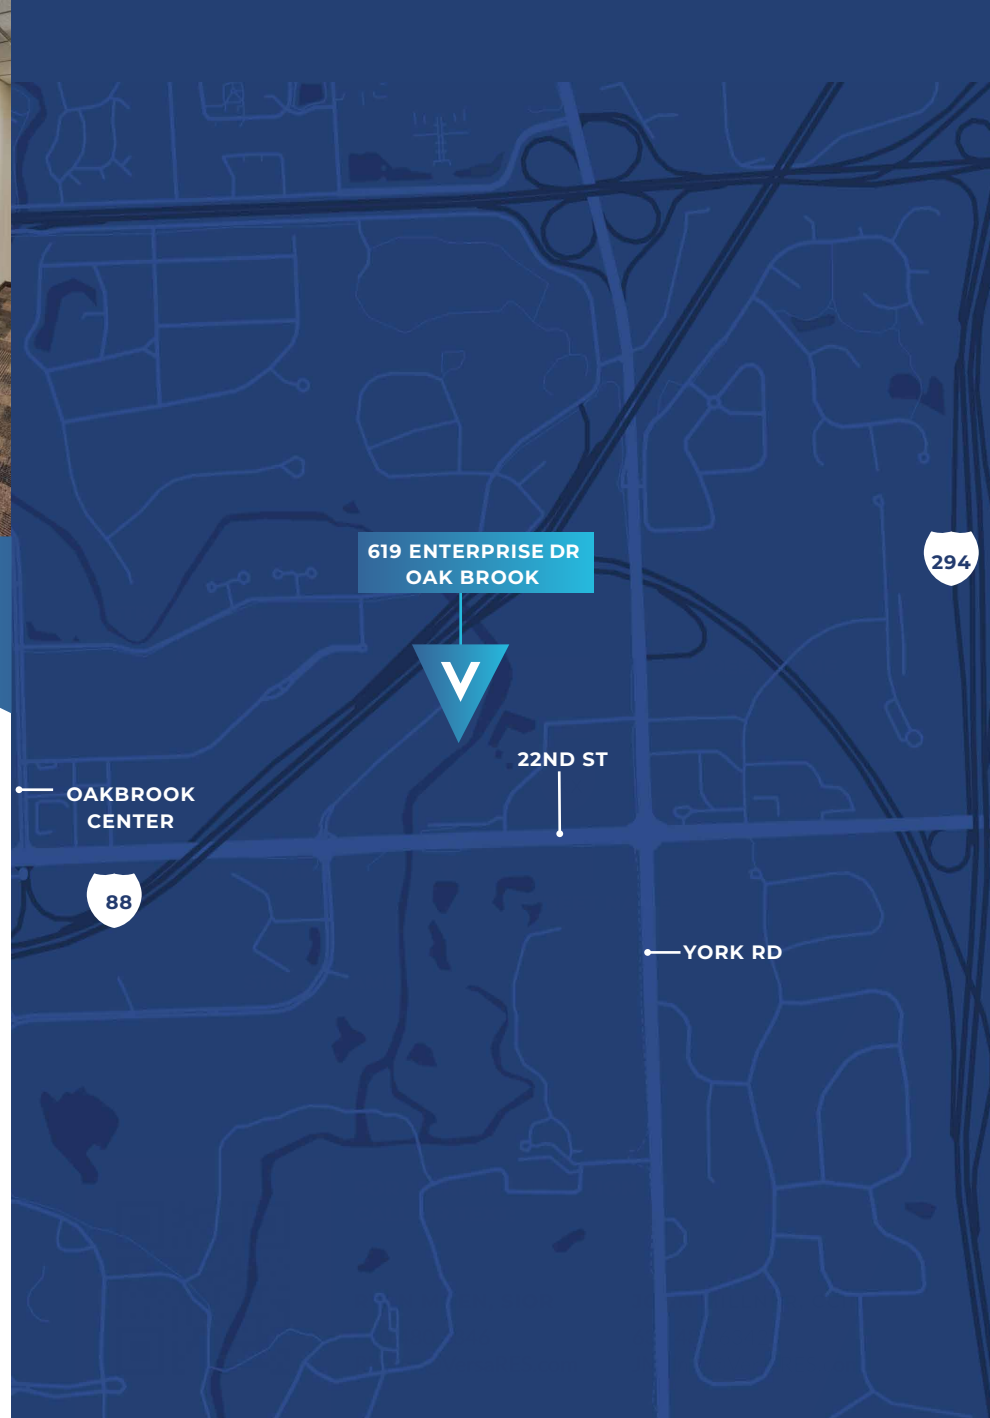 619 ENTERPRISE DR
OAK BROOK
294
V
22ND ST
OAKBROOK
CENTER
88
YORK RD